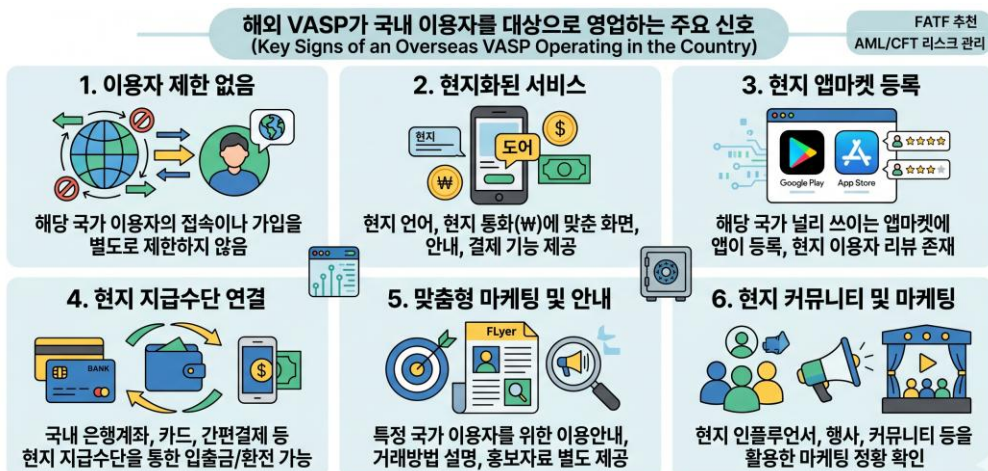 해외 VASP가 국내 이용자를 대상으로 영업하는 주요 신호
(Key Signs of an Overseas VASP Operating in the Country)
FATF 추천
AML/CFT 리스크 관리
1. 이용자 제한 없음
해당 국가 이용자의 접속이나 가입을
별도로 제한하지 않음
2. 현지화된 서비스
현지
도어
$
₩
현지 언어, 현지 통화(₩)에 맞춘 화면,
안내, 결제 기능 제공
3. 현지 앱마켓 등록
Google Play
App Store
해당 국가 널리 쓰이는 앱마켓에
앱이 등록, 현지 이용자 리뷰 존재
4. 현지 지급수단 연결
BANK
$
국내 은행계좌, 카드, 간편결제 등
현지 지급수단을 통한 입출금/환전 가능
5. 맞춤형 마케팅 및 안내
FLyer
특정 국가 이용자를 위한 이용안내,
거래방법 설명, 홍보자료 별도 제공
6. 현지 커뮤니티 및 마케팅
현지 인플루언서, 행사, 커뮤니티 등을
활용한 마케팅 정황 확인